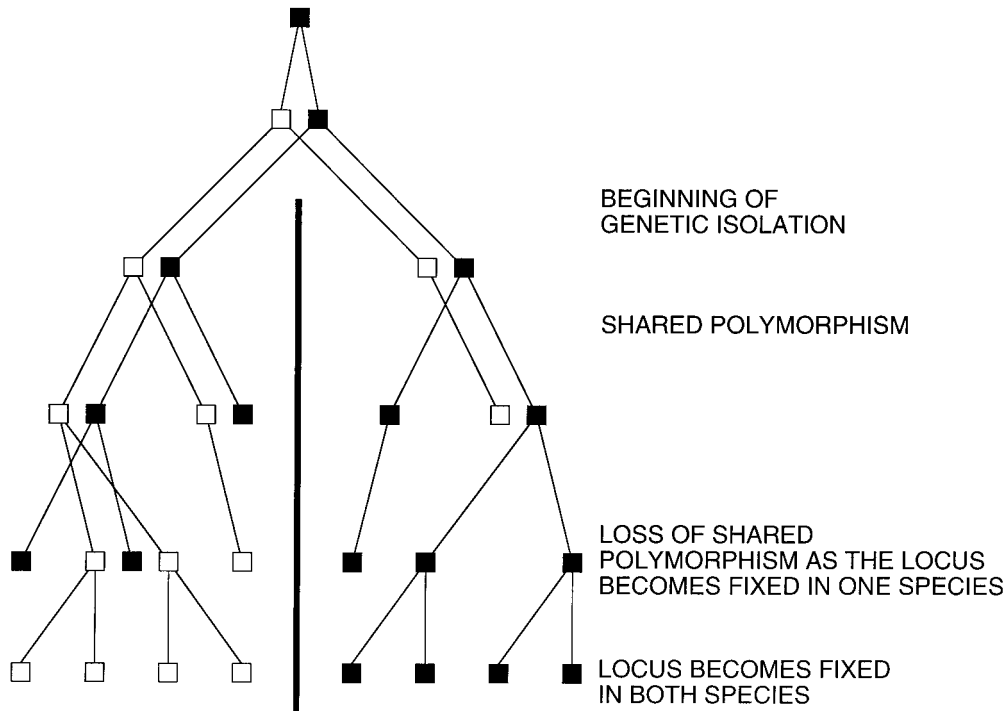 BEGINNING OF
GENETIC ISOLATION
SHARED POLYMORPHISM
LOSS OF SHARED
POLYMORPHISM AS THE LOCUS
BECOMES FIXED IN ONE SPECIES
LOCUS BECOMES FIXED
IN BOTH SPECIES